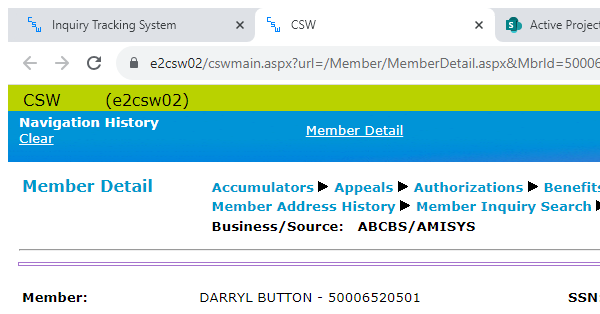 Inquiry Tracking System CSW Active Projec
e2csw02/cswmain.aspx?url=/Member/MemberDetail.aspx&MbrId=50006
CSW (e2csw02)
Navigation History
Clear Member Detail
Member Detail Accumulators Appeals Authorizations Benefits
Member Address History Member Inquiry Search
Business/Source: ABCBS/AMISYS
Member: DARRYL BUTTON - 50006520501 SSN: